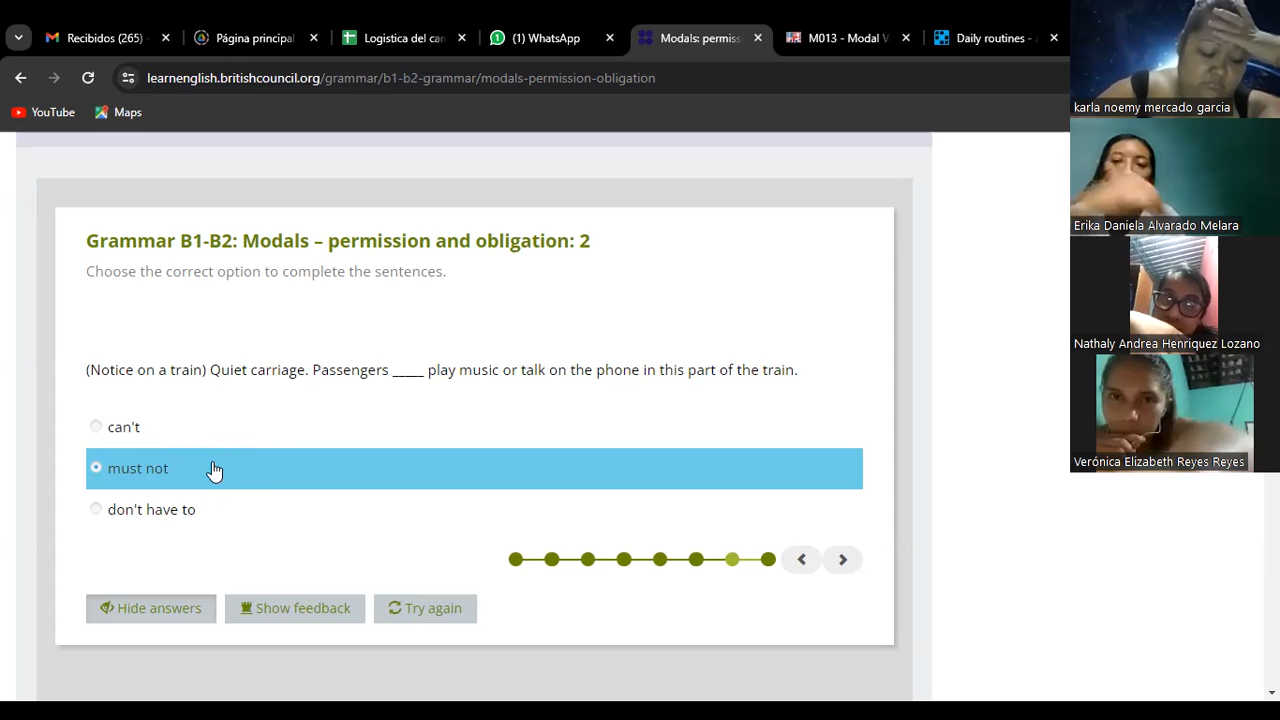 Recibidos (265)
Página principal
Logistica del car
(1) WhatsApp
Modals: permis
M013 - Modal V
Daily routines -
learnenglish.britishcouncil.org/grammar/b1-b2-grammar/modals-permission-obligation
YouTube
Maps
Grammar B1-B2: Modals – permission and obligation: 2
Choose the correct option to complete the sentences.
(Notice on a train) Quiet carriage. Passengers _____ play music or talk on the phone in this part of the train.
can't
must not
don't have to
Hide answers
Show feedback
Try again
karla noemy mercado garcia
Erika Daniela Alvarado Melara
Nathaly Andrea Henriquez Lozano
Verónica Elizabeth Reyes Reyes